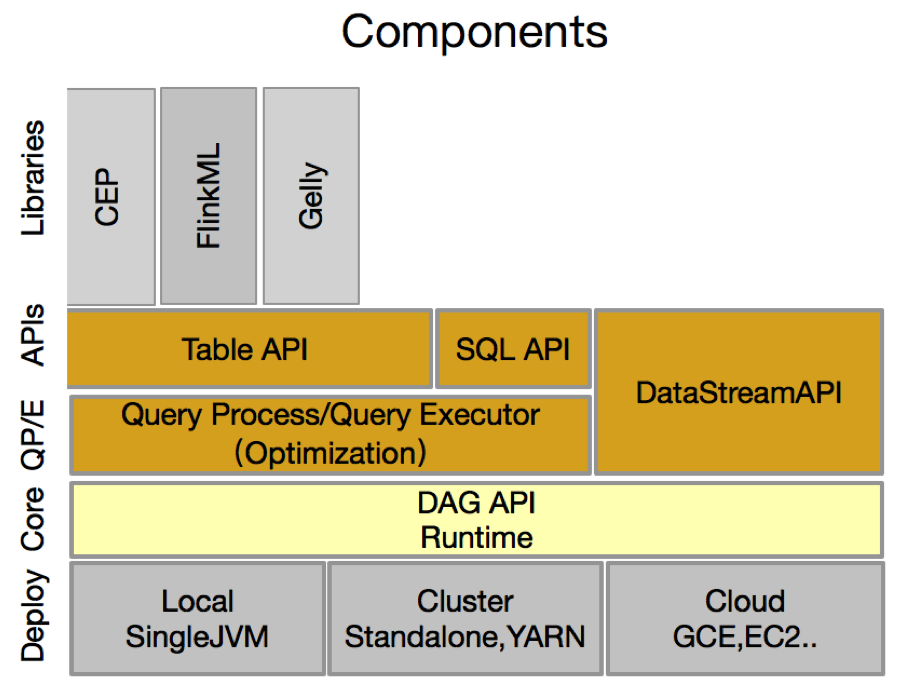 Components
Libraries
CEP
FlinkML
Gelly
APIs
Table API
SQL API
DataStreamAPI
QP/E
Query Process/Query Executor
(Optimization)
Core
DAG API
Runtime
Deploy
Local
SingleJVM
Cluster
Standalone,YARN
Cloud
GCE,EC2..